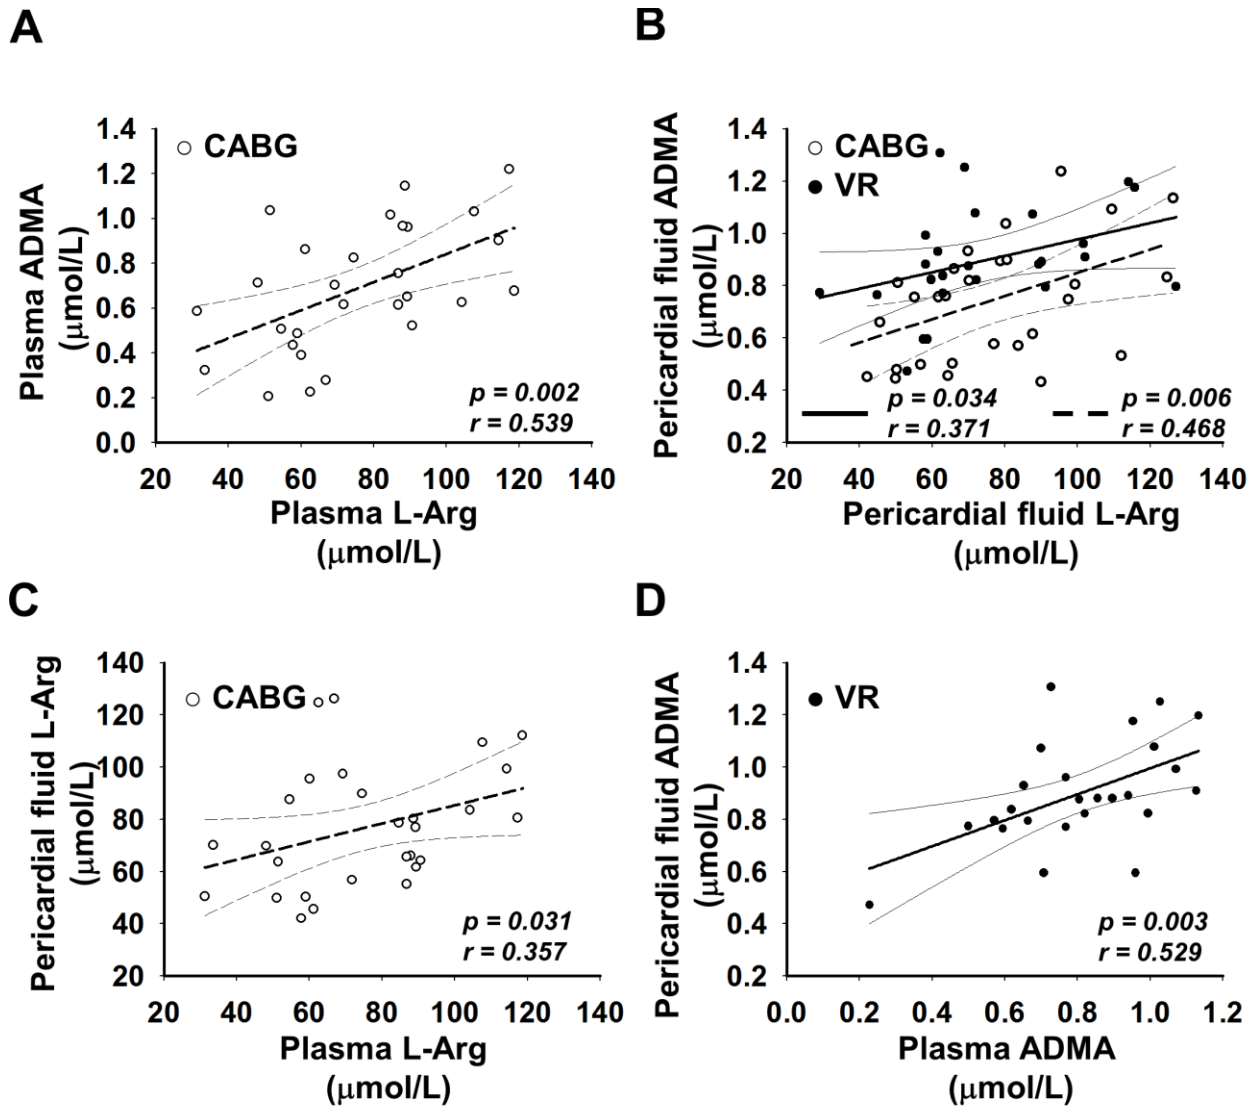 A
Plasma ADMA
(μmol/L)
1.4
1.2
1.0
0.8
0.6
0.4
0.2
0.0
CABG
p = 0.002
r = 0.539
20 40 60 80 100 120 140
Plasma L-Arg
(μmol/L)
B
Pericardial fluid ADMA
(μmol/L)
1.4
1.2
1.0
0.8
0.6
0.4
0.2
CABG
VR
p = 0.034
r = 0.371
p = 0.006
r = 0.468
20 40 60 80 100 120 140
Pericardial fluid L-Arg
(μmol/L)
C
Pericardial fluid L-Arg
(μmol/L)
140
120
100
80
60
40
20
CABG
p = 0.031
r = 0.357
20 40 60 80 100 120 140
Plasma L-Arg
(μmol/L)
D
Pericardial fluid ADMA
(μmol/L)
1.4
1.2
1.0
0.8
0.6
0.4
0.2
VR
p = 0.003
r = 0.529
0.0 0.2 0.4 0.6 0.8 1.0 1.2
Plasma ADMA
(μmol/L)